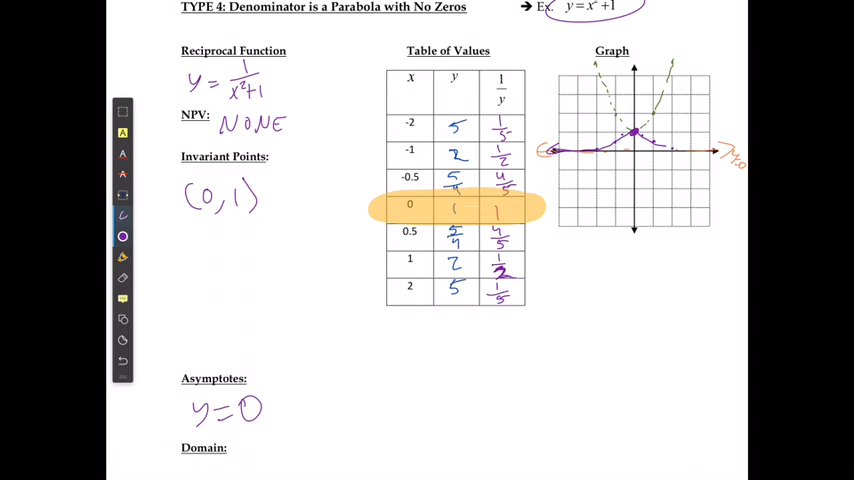 TYPE 4: Denominator is a Parabola with No Zeros
→ Ex. y = x² + 1
Reciprocal Function
y = 1/(x²+1)
NPV: NONE
Invariant Points:
(0, 1)
Table of Values
x y 1/y
-2 5 1/5
-1 2 1/2
-0.5 5/4 4/5
0 1 1
0.5 5/4 4/5
1 2 1/2
2 5 1/5
Graph
y=0
Asymptotes:
y=0
Domain: